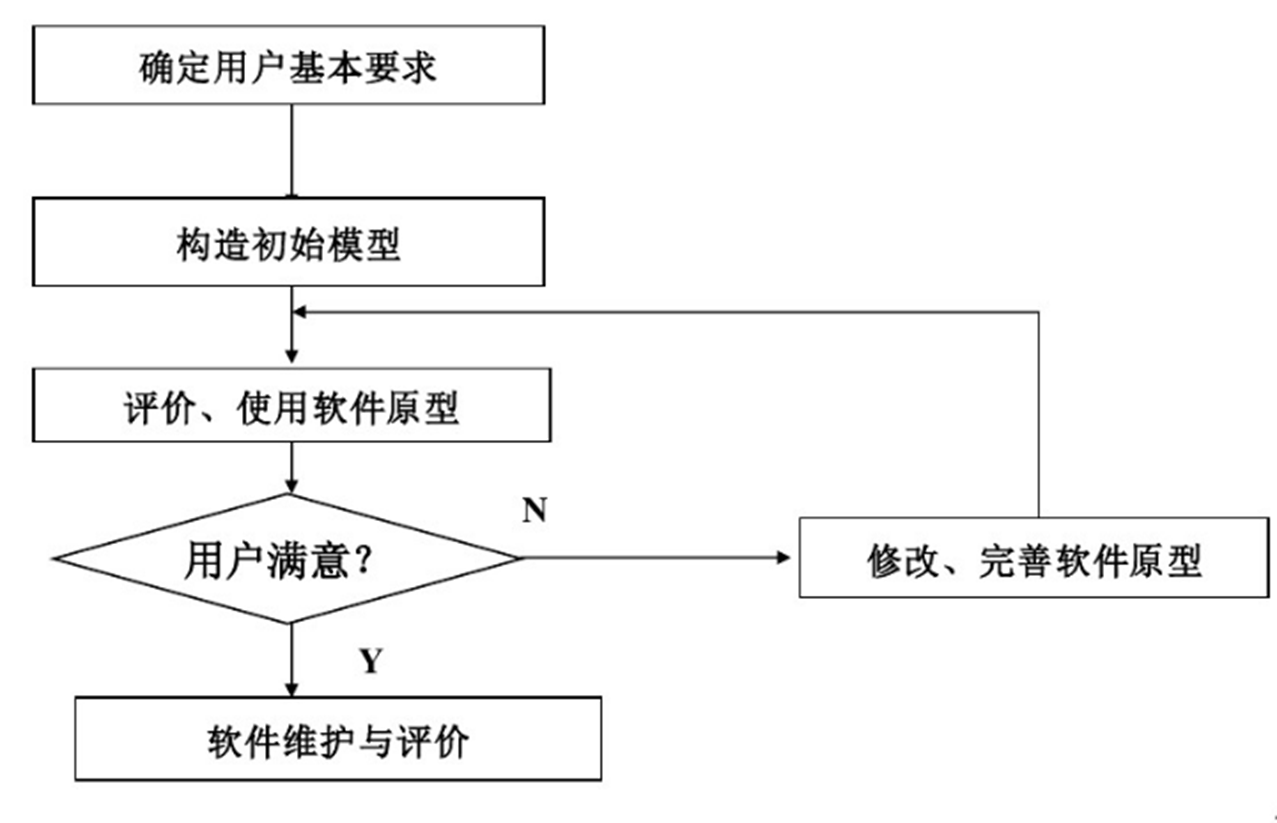 确定用户基本要求
构造初始模型
评价、使用软件原型
用户满意？
N
修改、完善软件原型
Y
软件维护与评价